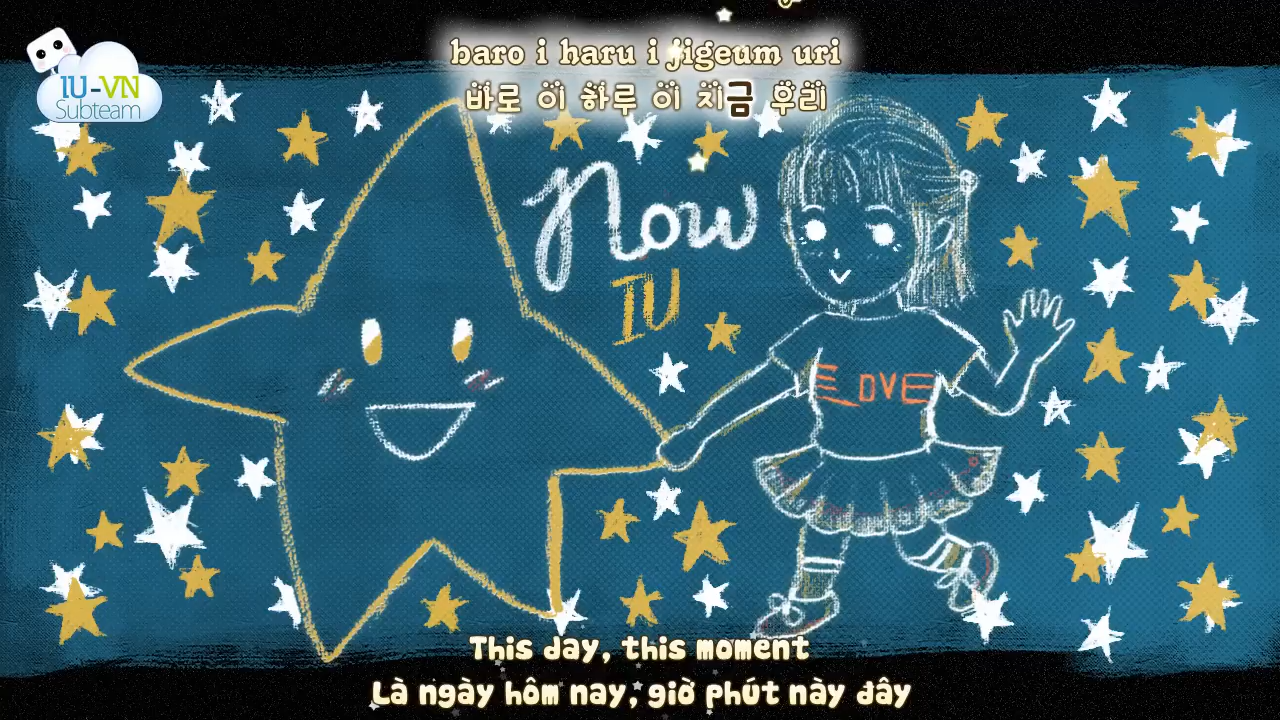 IU-VN
Subteam
baro i haru i jigeum uri
바로 이 하루 이 지금 우리
Now
IU
LOVE
This day, this moment
Là ngày hôm nay, giờ phút này đây